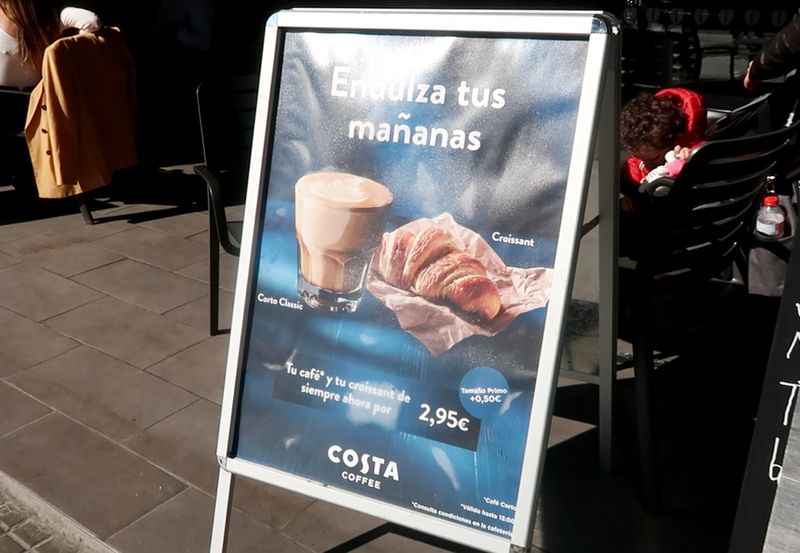 Endulza tus
mañanas
Croissant
Corto Classic
Tu café* y tu croissant de
siempre ahora por
2,95€
Tamaño Primo
+0,50€
COSTA
COFFEE
*Café Corto
*Válido hasta 13:00
*Consulta condiciones en la cafetería